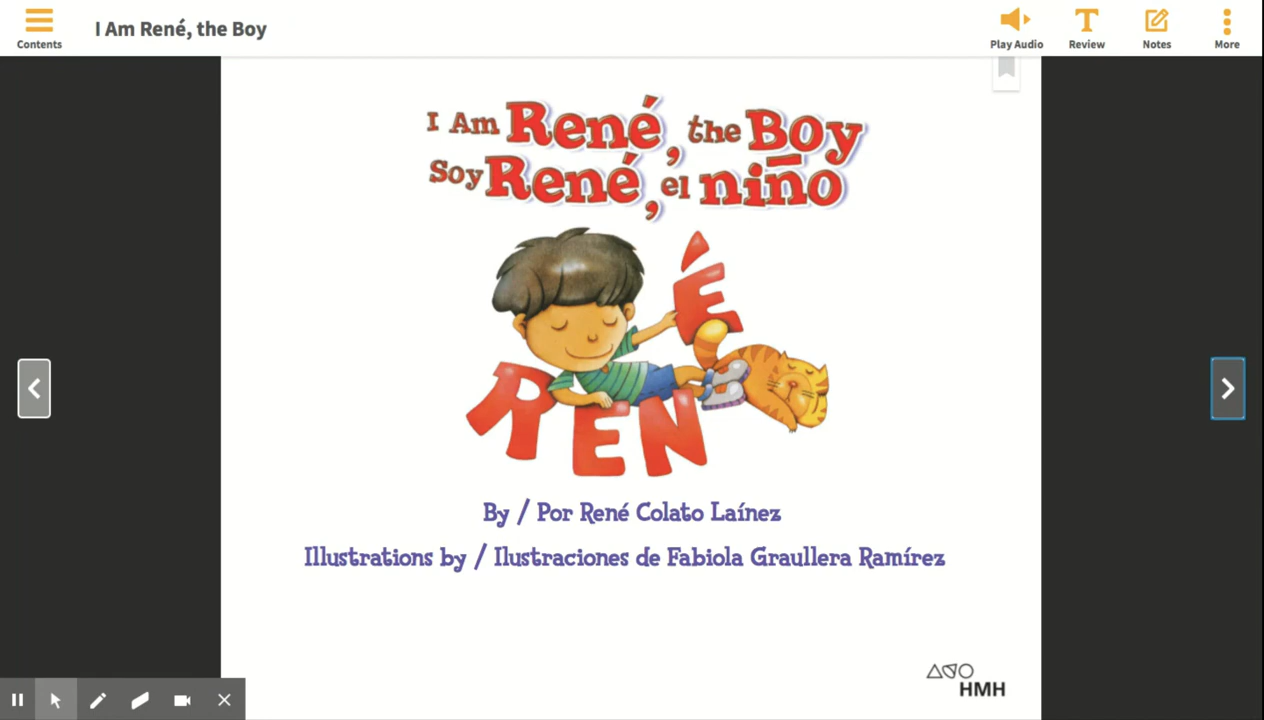 I Am René, the Boy
Contents
Play Audio
Review
Notes
More
I Am René, the Boy
Soy René, el niño
RENÉ
By / Por René Colato Laínez
Illustrations by / Ilustraciones de Fabiola Graullera Ramírez
HMH